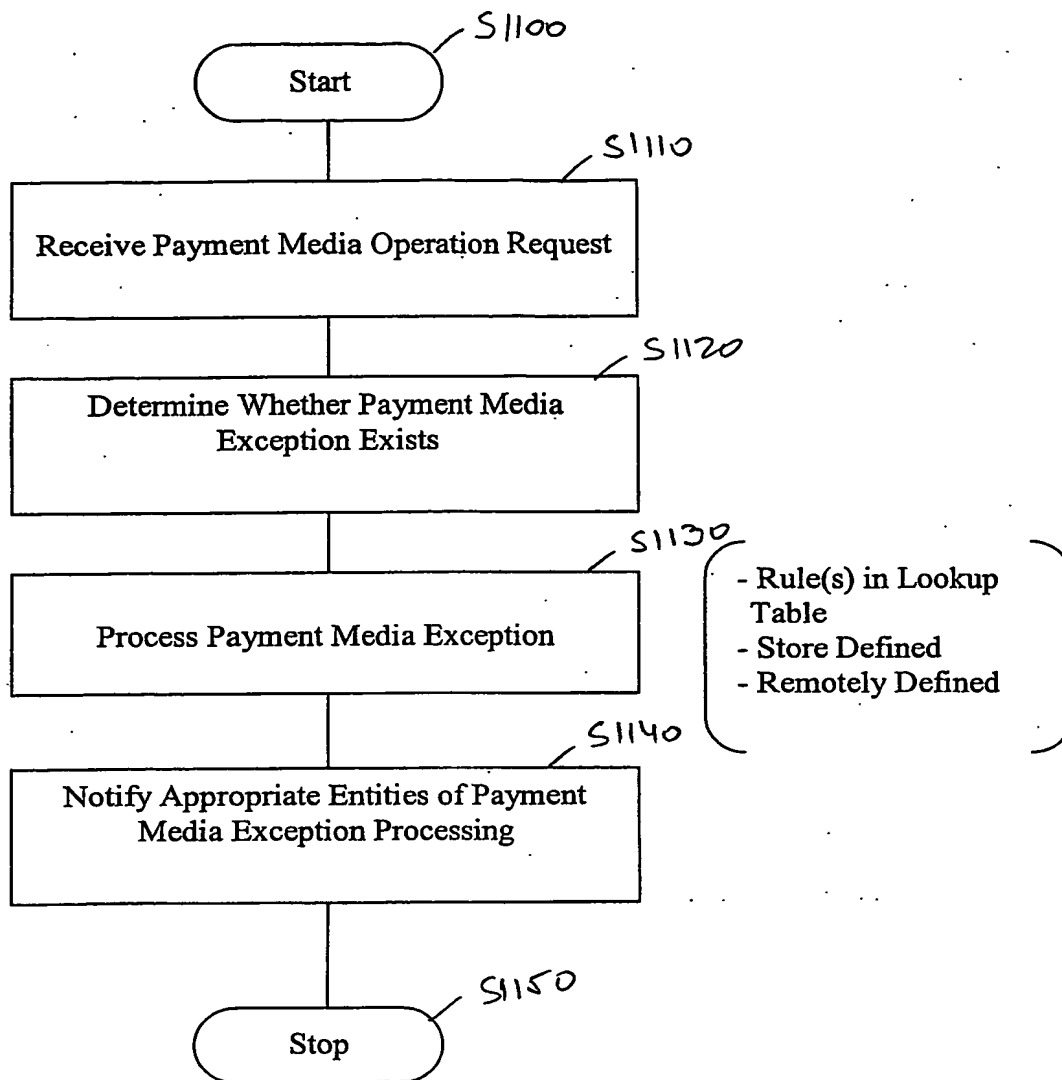 S1100
Start
S1110
Receive Payment Media Operation Request
S1120
Determine Whether Payment Media
Exception Exists
S1130
Process Payment Media Exception
- Rule(s) in Lookup
Table
- Store Defined
- Remotely Defined
S1140
Notify Appropriate Entities of Payment
Media Exception Processing
S1150
Stop